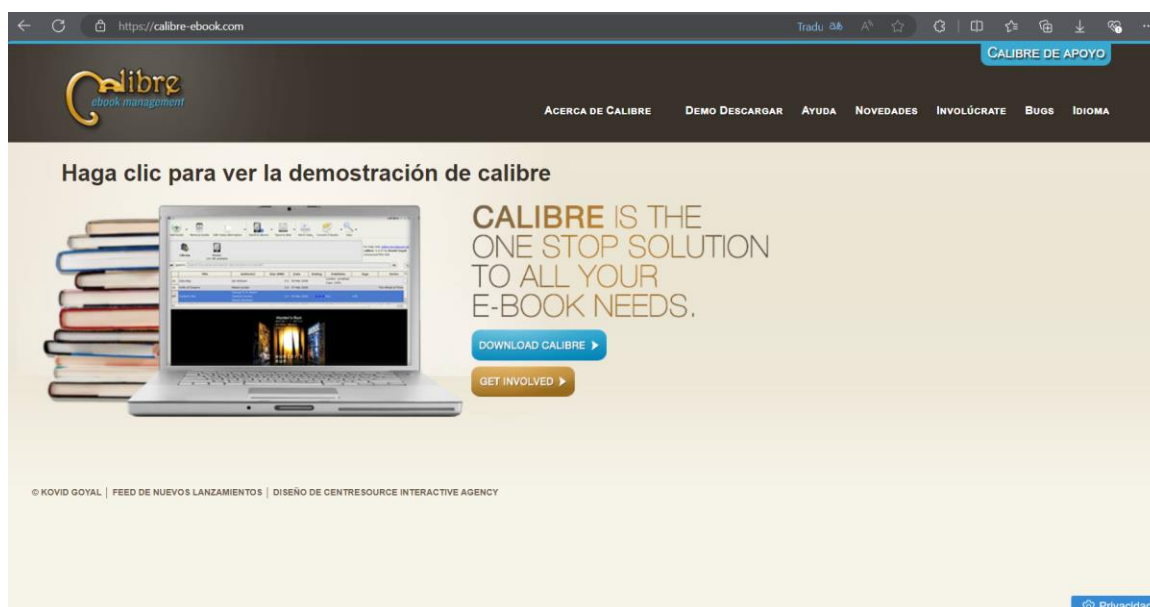 https://calibre-ebook.com
Tradu
CALIBRE DE APOYO
Calibre
ebook management
ACERCA DE CALIBRE DEMO DESCARGAR AYUDA NOVEDADES INVOLÚCRATE BUGS IDIOMA
Haga clic para ver la demostración de calibre
CALIBRE IS THE
ONE STOP SOLUTION
TO ALL YOUR
E-BOOK NEEDS.
DOWNLOAD CALIBRE
GET INVOLVED
© KOVID GOYAL | FEED DE NUEVOS LANZAMIENTOS | DISEÑO DE CENTRESOURCE INTERACTIVE AGENCY
Privacidad